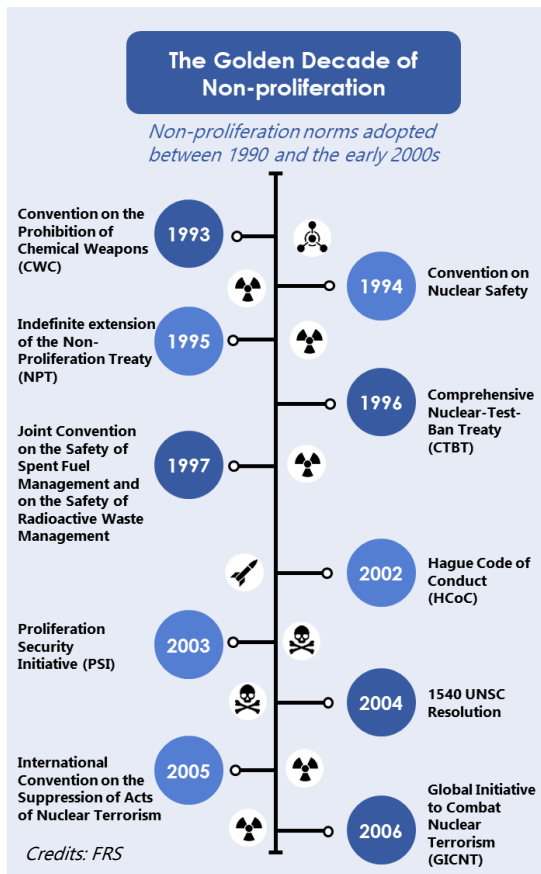 The Golden Decade of
Non-proliferation
Non-proliferation norms adopted
between 1990 and the early 2000s
Convention on the
Prohibition of
Chemical Weapons
(CWC)
1993
1994
Convention on
Nuclear Safety
Indefinite extension
of the Non-
Proliferation Treaty
(NPT)
1995
1996
Comprehensive
Nuclear-Test-
Ban Treaty
(CTBT)
Joint Convention
on the Safety of
Spent Fuel
Management and
on the Safety of
Radioactive Waste
Management
1997
2002
Hague Code of
Conduct
(HCoC)
Proliferation
Security
Initiative (PSI)
2003
2004
1540 UNSC
Resolution
International
Convention on the
Suppression of Acts
of Nuclear Terrorism
2005
2006
Global Initiative
to Combat
Nuclear
Terrorism
(GICNT)
Credits: FRS